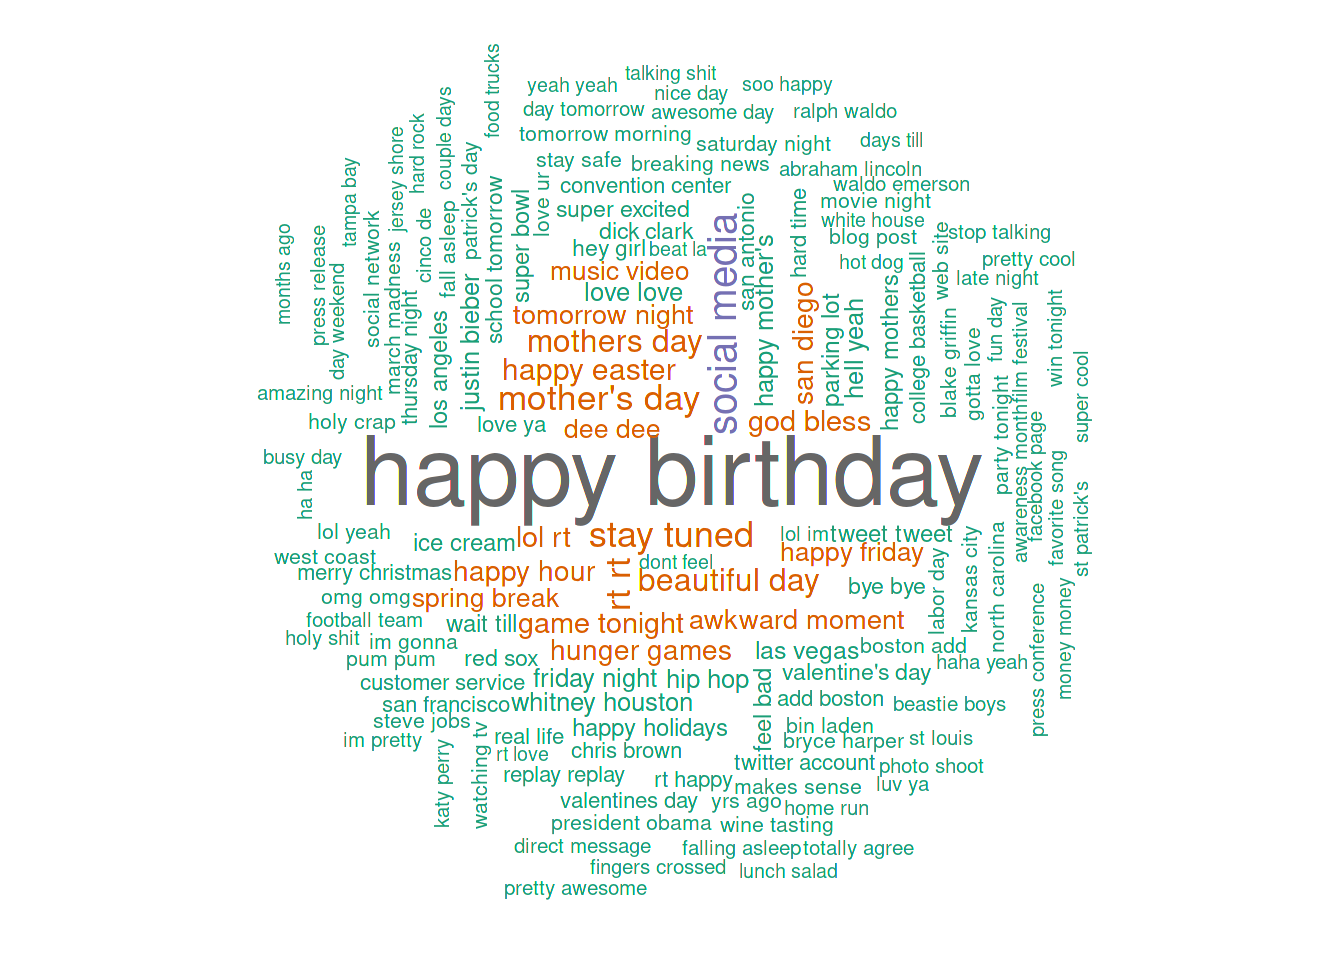 talking shit
yeah yeah
nice day
soo happy
food trucks
day tomorrow
awesome day
ralph waldo
tomorrow morning
saturday night
days till
couple days
hard rock
jersey shore
patrick's day
stay safe
breaking news
abraham lincoln
tampa bay
love ur
convention center
waldo emerson
super bowl
super excited
san antonio
hard time
movie night
white house
social network
cinco de
fall asleep
school tomorrow
dick clark
social media
happy mother's
blog post
stop talking
months ago
press release
march madness
hey girl
beat la
web site
day weekend
thursday night
music video
hot dog
pretty cool
late night
justin bieber
love love
san diego
parking lot
hell yeah
happy mothers
college basketball
los angeles
tomorrow night
blake griffin
gotta love
fun day
film festival
win tonight
mothers day
super cool
happy easter
amazing night
mother's day
party tonight
awareness month
facebook page
favorite song
holy crap
love ya
dee dee
god bless
busy day
happy birthday
ha ha
st patrick's
lol yeah
ice cream
lol rt
stay tuned
lol im
tweet tweet
west coast
happy friday
merry christmas
happy hour
rt rt
dont feel
beautiful day
bye bye
labor day
kansas city
north carolina
omg omg
spring break
press conference
money money
football team
wait till
game tonight
awkward moment
holy shit
im gonna
pum pum
red sox
hunger games
las vegas
boston add
haha yeah
customer service
friday night
hip hop
feel bad
valentine's day
san francisco
whitney houston
add boston
beastie boys
steve jobs
happy holidays
bin laden
im pretty
watching tv
real life
bryce harper
st louis
katy perry
rt love
chris brown
twitter account
photo shoot
replay replay
rt happy
makes sense
luv ya
valentines day
yrs ago
home run
president obama
wine tasting
direct message
falling asleep
totally agree
fingers crossed
lunch salad
pretty awesome